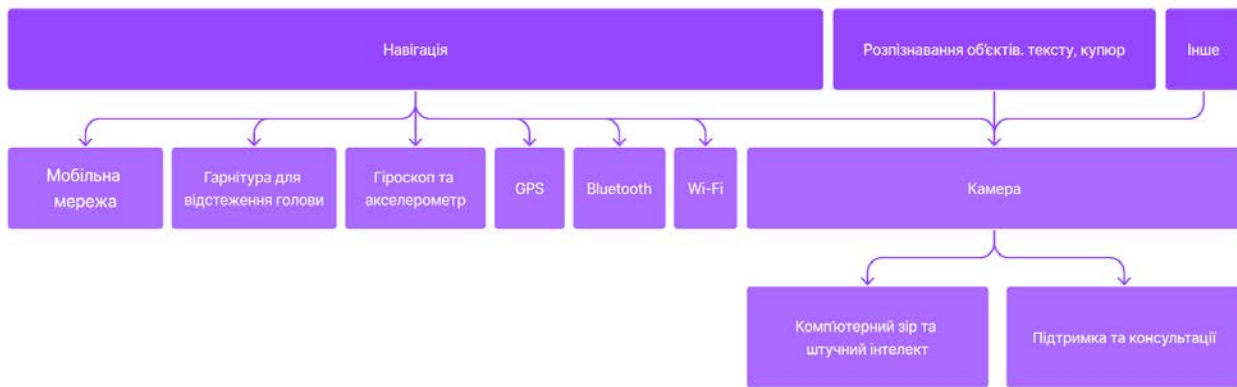 Навігація
Розпізнавання об'єктів. тексту, купюр
Інше
Мобільна
мережа
Гарнітура для
відстеження голови
Гіроскоп та
акселерометр
GPS
Bluetooth
Wi-Fi
Камера
Комп'ютерний зір та
штучний інтелект
Підтримка та консультації